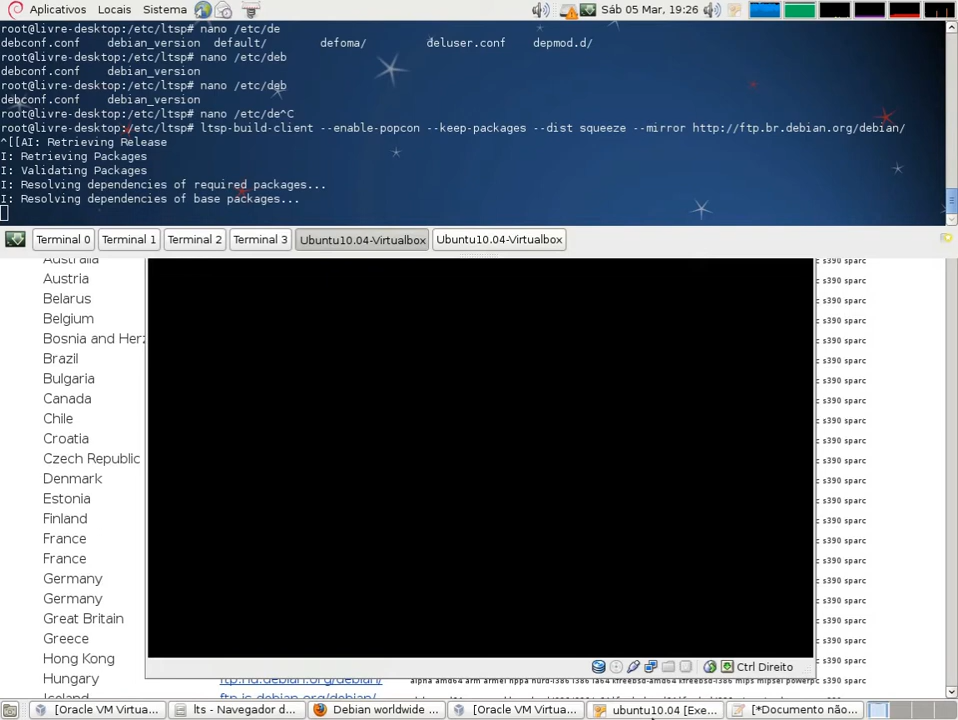 Aplicativos Locais Sistema Sáb 05 Mar, 19:26
root@livre-desktop:/etc/ltsp# nano /etc/de
debconf.conf debian_version default/ defoma/ deluser.conf depmod.d/
root@livre-desktop:/etc/ltsp# nano /etc/deb
debconf.conf debian_version
root@livre-desktop:/etc/ltsp# nano /etc/deb
debconf.conf debian_version
root@livre-desktop:/etc/ltsp# nano /etc/de^C
root@livre-desktop:/etc/ltsp# ltsp-build-client --enable-popcon --keep-packages --dist squeeze --mirror http://ftp.br.debian.org/debian/
^[[AI: Retrieving Release
I: Retrieving Packages
I: Validating Packages
I: Resolving dependencies of required packages...
I: Resolving dependencies of base packages...
Terminal 0 Terminal 1 Terminal 2 Terminal 3 Ubuntu10.04-Virtualbox Ubuntu10.04-Virtualbox
Australia c s390 sparc
Austria c s390 sparc
Belarus c s390 sparc
Belgium c s390 sparc
Bosnia and Herz c s390 sparc
Brazil c s390 sparc
Bulgaria c s390 sparc
Canada c s390 sparc
Chile c s390 sparc
Croatia c s390 sparc
Czech Republic c s390 sparc
Denmark c s390 sparc
Estonia c s390 sparc
Finland c s390 sparc
France c s390 sparc
France c s390 sparc
Germany c s390 sparc
Germany c s390 sparc
Great Britain c s390 sparc
Greece c s390 sparc
Hong Kong c s390 sparc
Ctrl Direito
Hungary ftp.hu.debian.org/debian/ alpha amd64 arm armel hppa hurd-i386 i386 ia64 kfreebsd-amd64 kfreebsd-i386 mips mipsel powerpc s390 sparc
Iceland ftp.is.debian.org/debian/
[Oracle VM Virtua... lts - Navegador d... Debian worldwide ... [Oracle VM Virtua... ubuntu10.04 [Exe... [*Documento não...